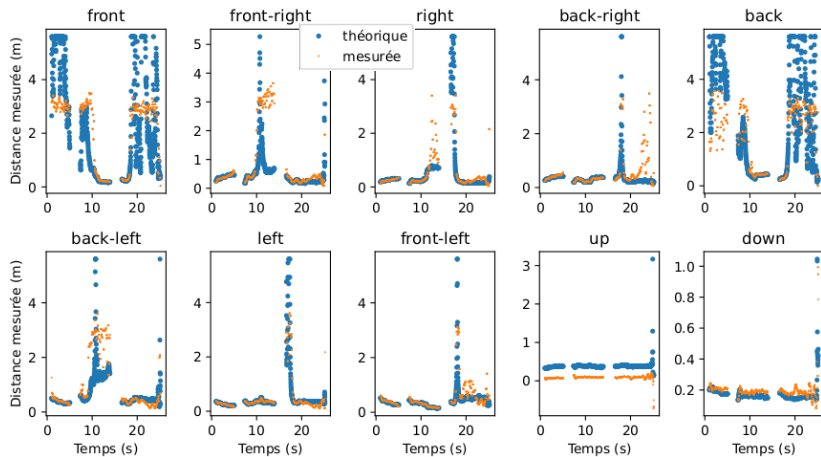 front
front-right
right
back-right
back
théorique
mesurée
Distance mesurée (m)
0
2
4
0 10 20
0
1
2
3
4
5
0 10 20
0
2
4
0 10 20
0
2
4
0 10 20
0
2
4
0 10 20
back-left
left
front-left
up
down
Distance mesurée (m)
0
2
4
0 10 20
Temps (s)
0
2
4
0 10 20
Temps (s)
0
2
4
0 10 20
Temps (s)
0
1
2
3
0 10 20
Temps (s)
0.2
0.4
0.6
0.8
1.0
0 10 20
Temps (s)